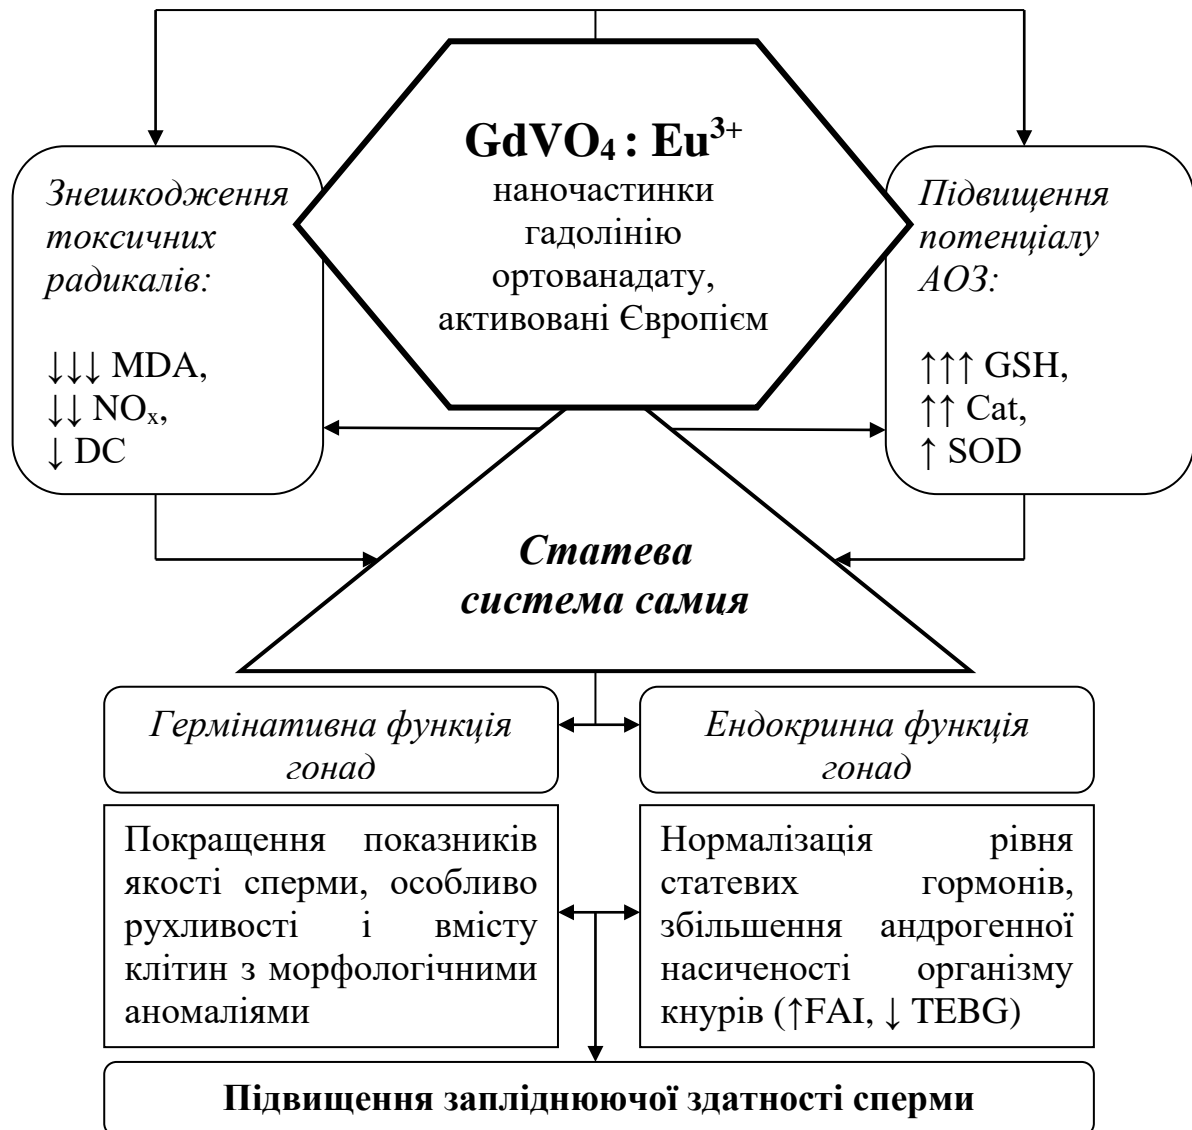 GdVO₄ : Eu³⁺
наночастинки
гадолінію
ортованадату,
активовані Європієм
Знешкодження
токсичних
радикалів:
↓↓↓ MDA,
↓↓ NOₓ,
↓ DC
Підвищення
потенціалу
АОЗ:
↑↑↑ GSH,
↑↑ Cat,
↑ SOD
Статева
система самця
Гермінативна функція
гонад
Ендокринна функція
гонад
Покращення показників
якості сперми, особливо
рухливості і вмісту
клітин з морфологічними
аномаліями
Нормалізація рівня
статевих гормонів,
збільшення андрогенної
насиченості організму
кнурів (↑FAI, ↓ TEBG)
Підвищення запліднюючої здатності сперми